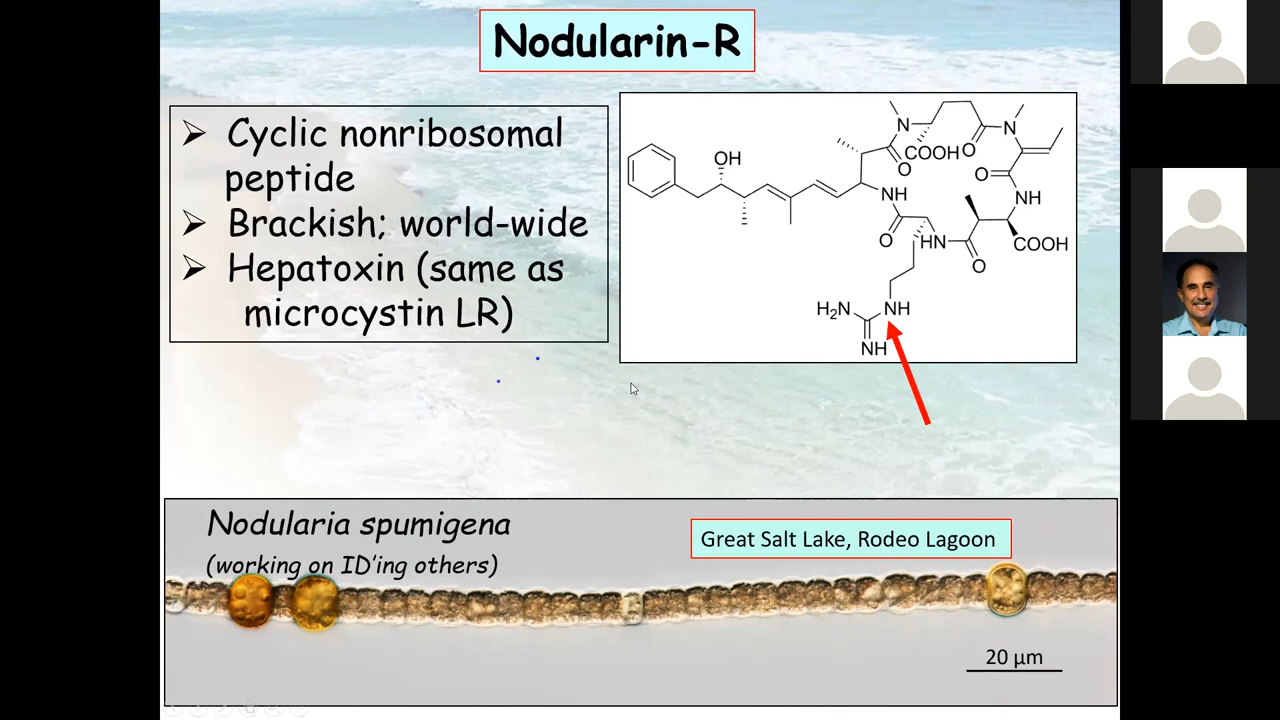 Nodularin-R
➢ Cyclic nonribosomal
peptide
➢ Brackish; world-wide
➢ Hepatoxin (same as
microcystin LR)
N
COOH
O
O
N
OH
O
NH
NH
O
HN
O
COOH
H₂N
NH
NH
Nodularia spumigena
(working on ID'ing others)
Great Salt Lake, Rodeo Lagoon
20 µm